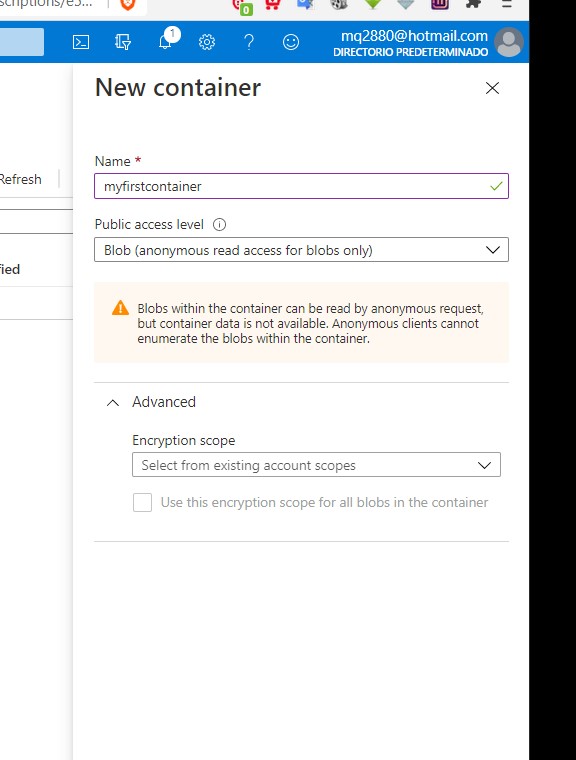 scriptions/e3...
0
1
mq2880@hotmail.com
DIRECTORIO PREDETERMINADO
New container
Refresh
Name *
myfirstcontainer
Public access level
Blob (anonymous read access for blobs only)
ied
Blobs within the container can be read by anonymous request,
but container data is not available. Anonymous clients cannot
enumerate the blobs within the container.
Advanced
Encryption scope
Select from existing account scopes
Use this encryption scope for all blobs in the container